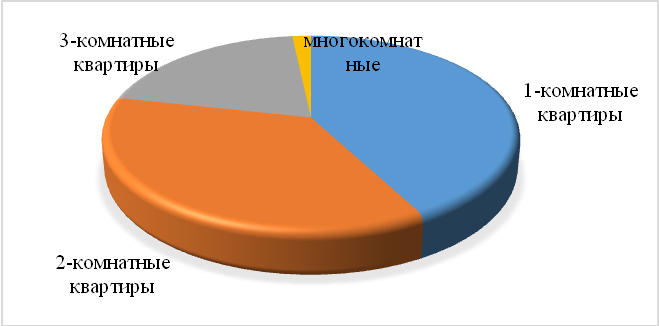 3-комнатные
квартиры
многокомнат
ные
1-комнатные
квартиры
2-комнатные
квартиры